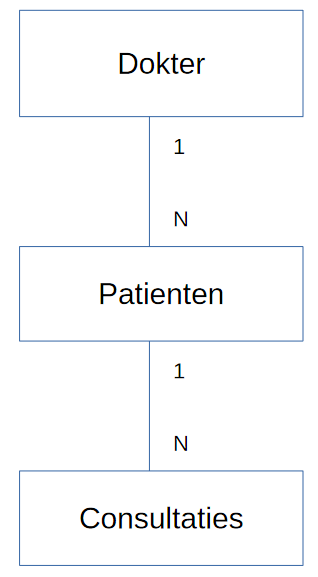 Dokter
1
N
Patienten
1
N
Consultaties